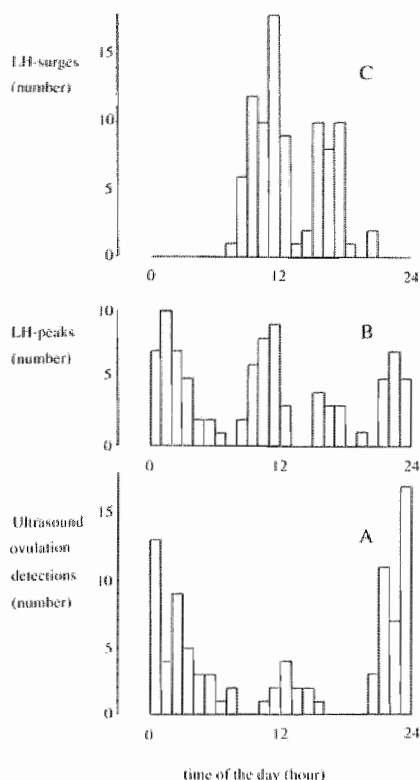 15
LH-surges
(number)
C
10
5
0
0
12
24
10
LH-peaks
(number)
B
5
0
0
12
24
Ultrasound
ovulation
detections
(number)
A
15
10
5
0
0
12
24
time of the day (hour)